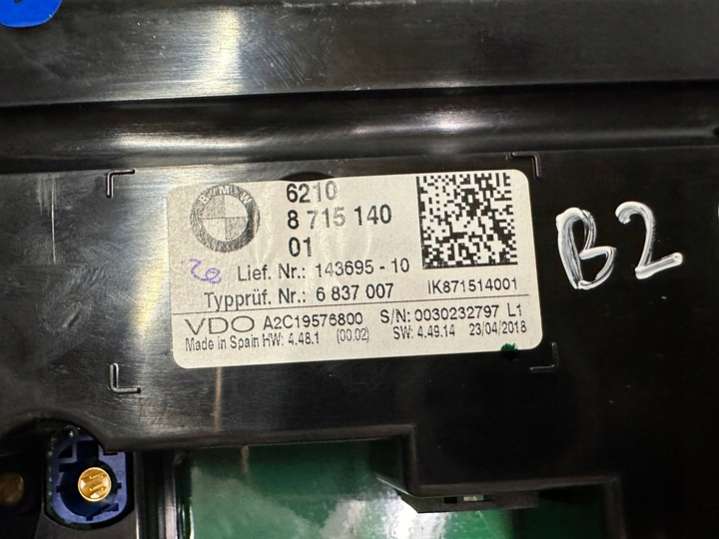 BMW
6210
8 715 140
01
20
Lief. Nr.: 143695 - 10
Typprüf. Nr.: 6 837 007
IK871514001
VDO A2C19576800 S/N: 0030232797 L1
Made in Spain HW: 4.48.1 (00.02) SW: 4.49.14 23/04/2018
B2